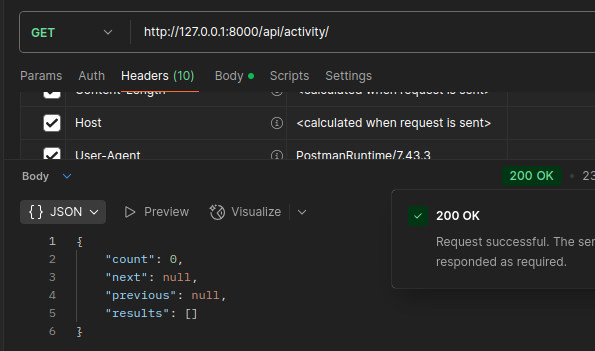 GET http://127.0.0.1:8000/api/activity/
Params Auth Headers (10) Body Scripts Settings
Content-Length <calculated when request is sent>
Host <calculated when request is sent>
User-Agent PostmanRuntime/7.43.3
Body 200 OK 23
{} JSON Preview Visualize
200 OK
Request successful. The ser
responded as required.
1 {
2 "count": 0,
3 "next": null,
4 "previous": null,
5 "results": []
6 }